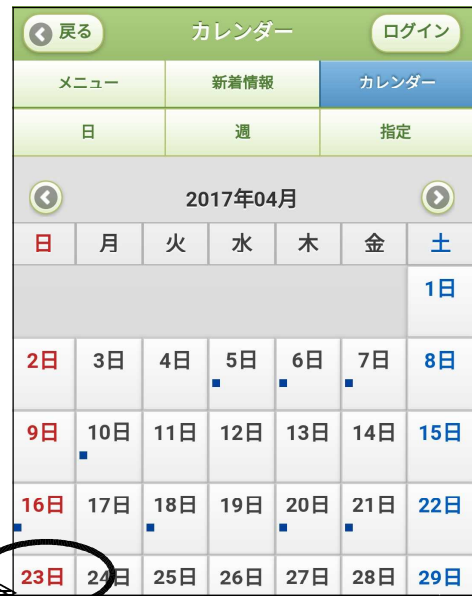 戻る カレンダー ログイン
メニュー 新着情報 カレンダー
日 週 指定
2017年04月
日 月 火 水 木 金 土
1日
2日 3日 4日 5日 6日 7日 8日
9日 10日 11日 12日 13日 14日 15日
16日 17日 18日 19日 20日 21日 22日
23日 24日 25日 26日 27日 28日 29日